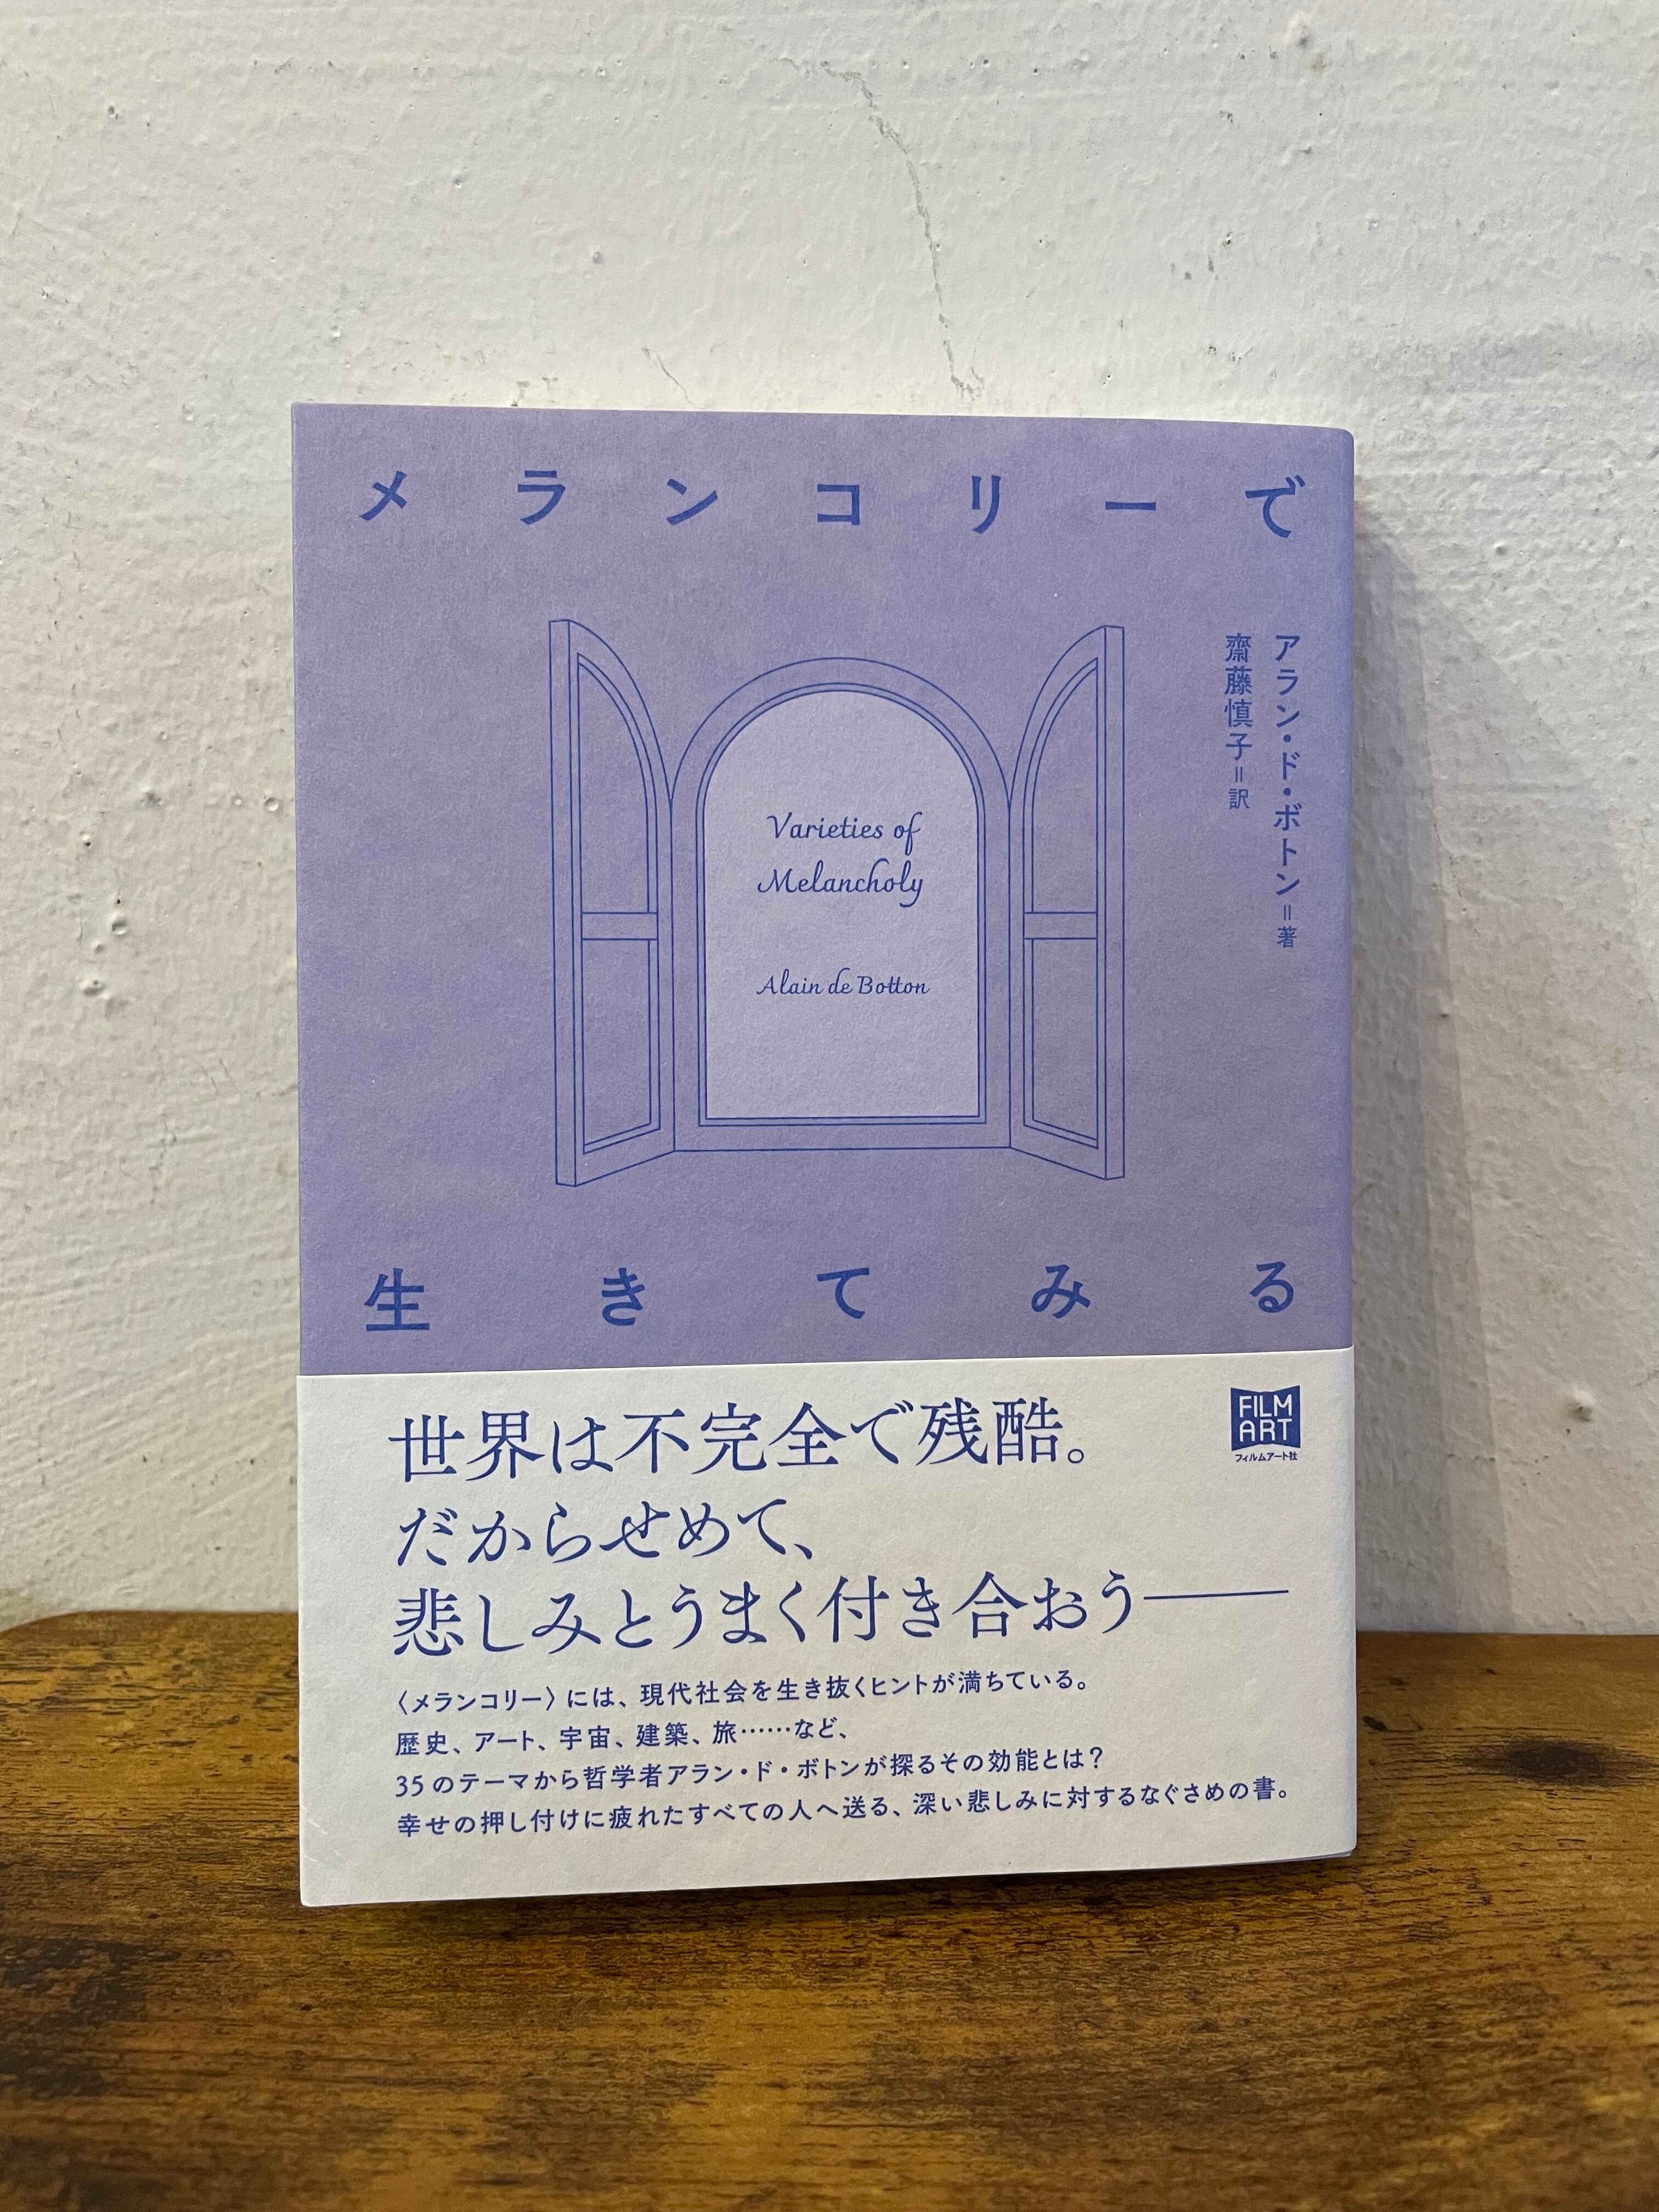 メランコリーで
アラン・ド・ボトン=著
齋藤慎子=訳
Varieties of
Melancholy
Alain de Botton
生きてみる
世界は不完全で残酷。
だからせめて、
悲しみとうまく付き合おう――
FILM
ART
フィルムアート社
〈メランコリー〉には、現代社会を生き抜くヒントが満ちている。
歴史、アート、宇宙、建築、旅……など、
35のテーマから哲学者アラン・ド・ボトンが探るその効能とは？
幸せの押し付けに疲れたすべての人へ送る、深い悲しみに対するなぐさめの書。